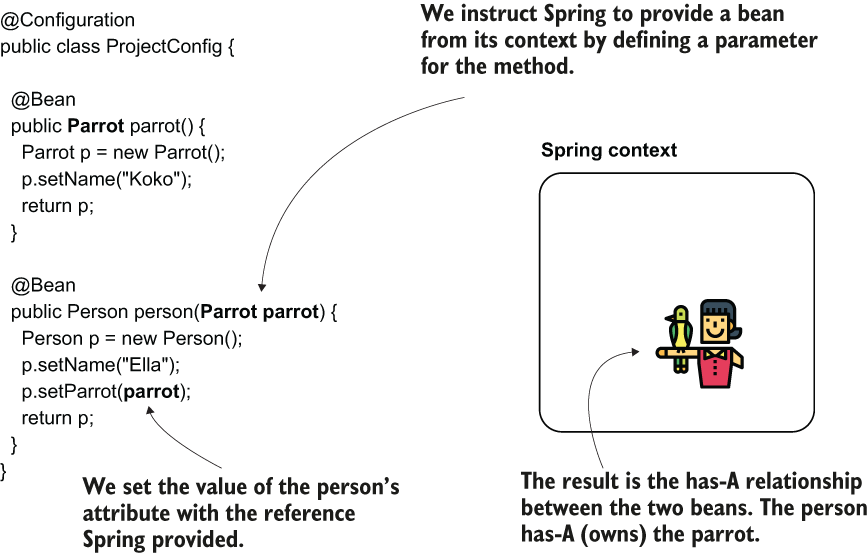 @Configuration
public class ProjectConfig {
@Bean
public Parrot parrot() {
Parrot p = new Parrot();
p.setName("Koko");
return p;
}
@Bean
public Person person(Parrot parrot) {
Person p = new Person();
p.setName("Ella");
p.setParrot(parrot);
return p;
}
}
We instruct Spring to provide a bean
from its context by defining a parameter
for the method.
Spring context
We set the value of the person’s
attribute with the reference
Spring provided.
The result is the has-A relationship
between the two beans. The person
has-A (owns) the parrot.